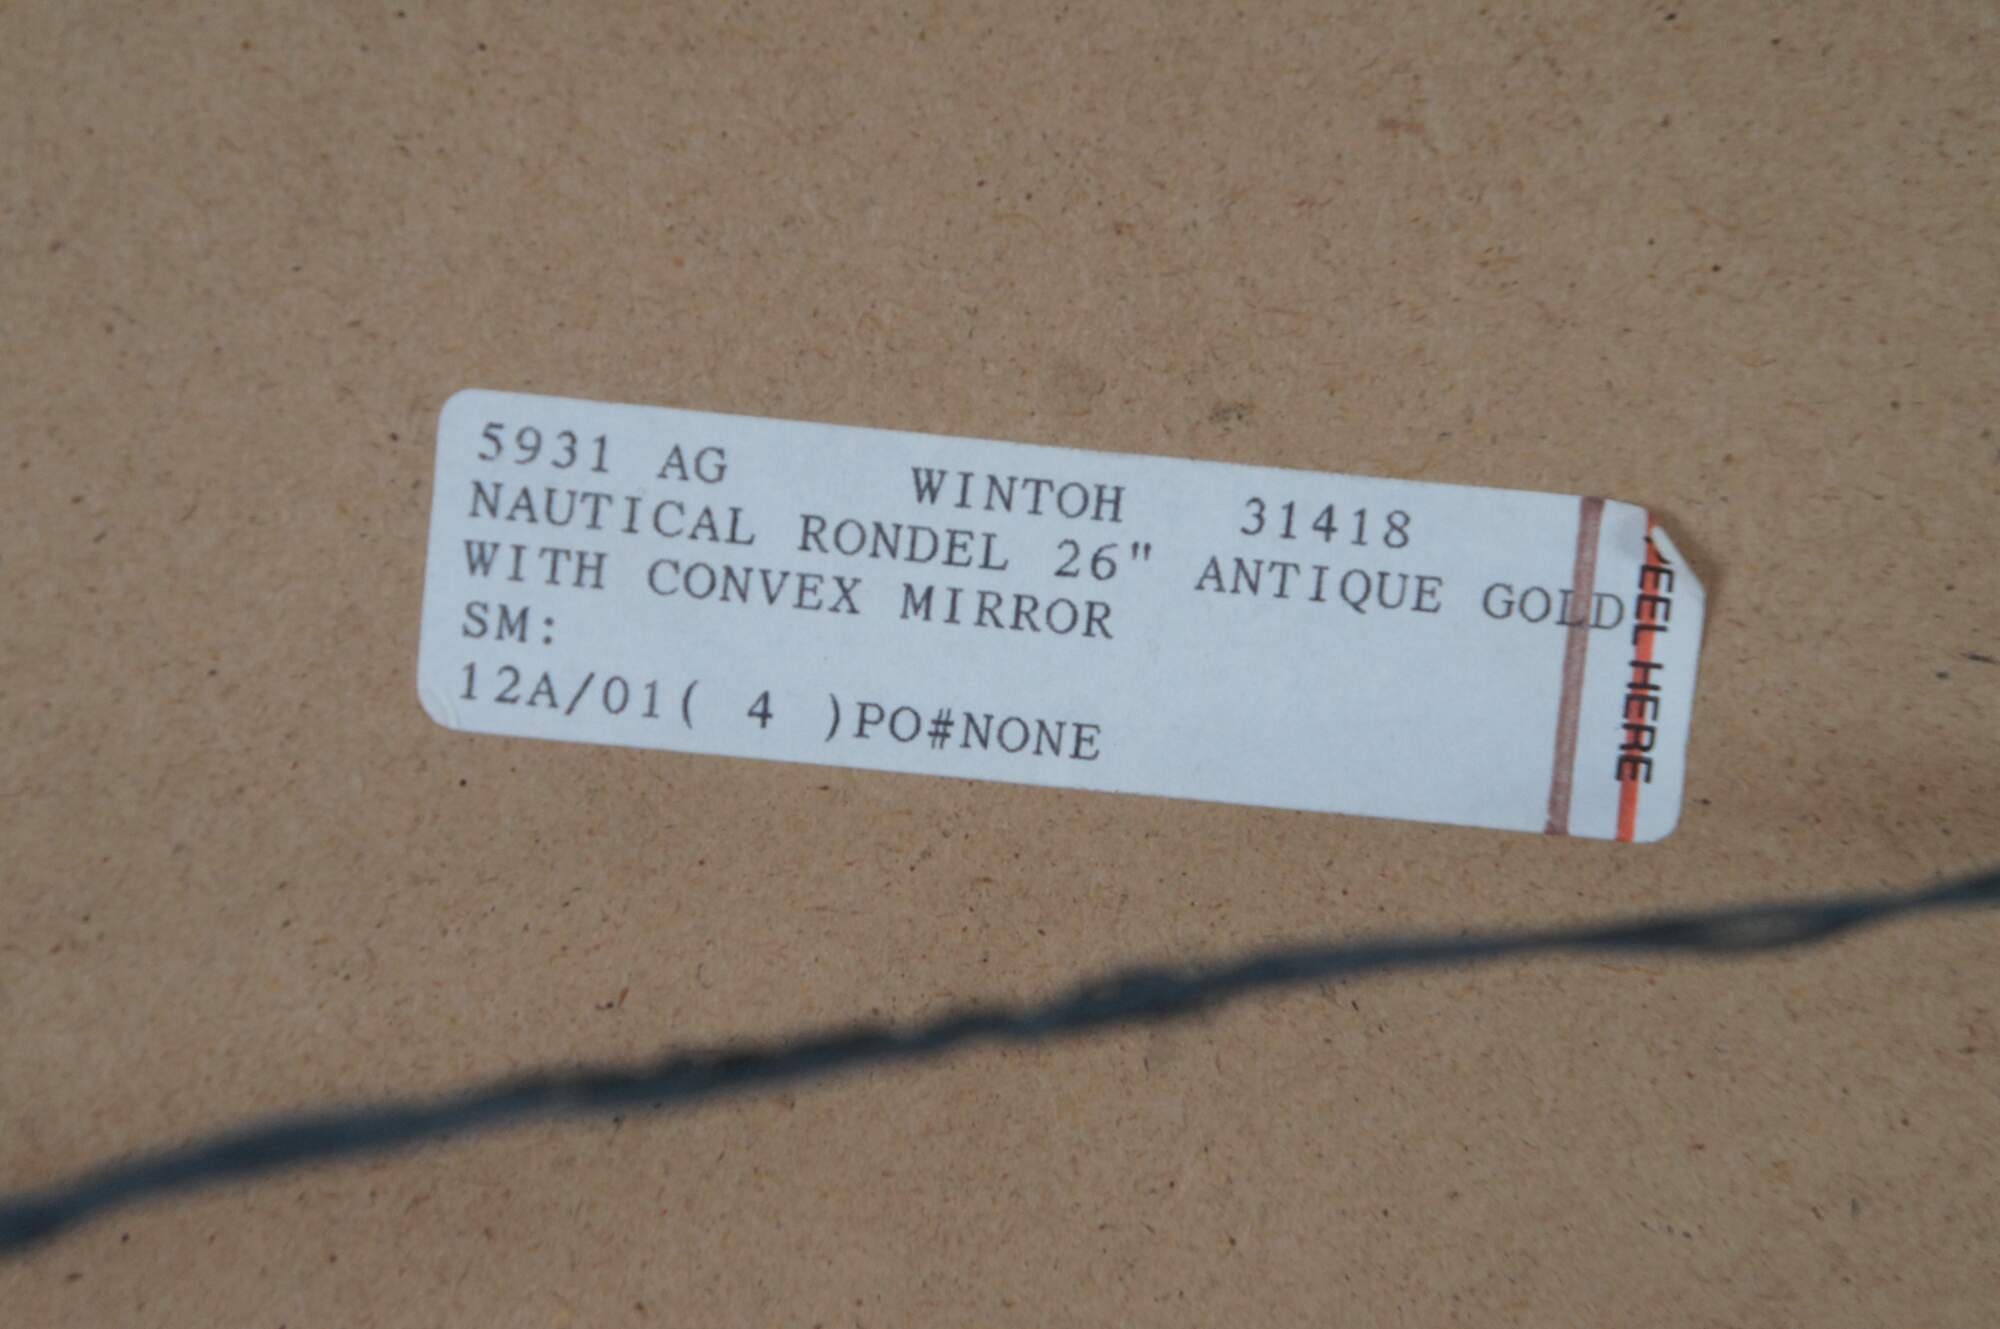 5931 AG WINTOH 31418
NAUTICAL RONDEL 26" ANTIQUE GOLD
WITH CONVEX MIRROR
SM:
12A/01( 4 )PO#NONE
HERE